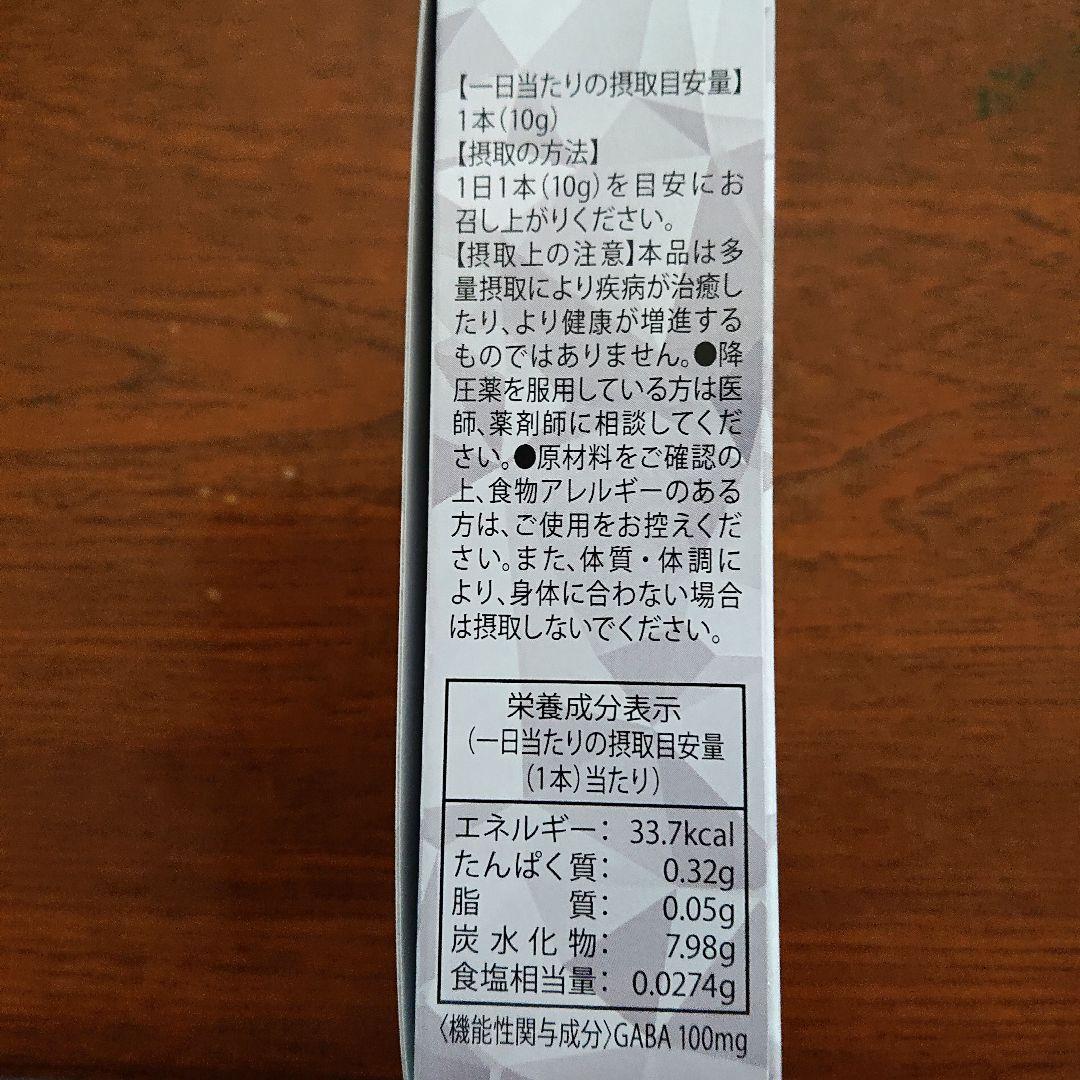 【一日当たりの摂取目安量】
1本(10g)
【摂取の方法】
1日1本(10g)を目安にお
召し上がりください。
【摂取上の注意】本品は多
量摂取により疾病が治癒し
たり、より健康が増進する
ものではありません。●降
圧薬を服用している方は医
師、薬剤師に相談してくだ
さい。●原材料をご確認の
上、食物アレルギーのある
方は、ご使用をお控えくだ
さい。また、体質・体調に
より、身体に合わない場合
は摂取しないでください。
栄養成分表示
(一日当たりの摂取目安量
(1本)当たり)
エネルギー: 33.7kcal
たんぱく質: 0.32g
脂質: 0.05g
炭水化物: 7.98g
食塩相当量: 0.0274g
〈機能性関与成分〉GABA 100mg